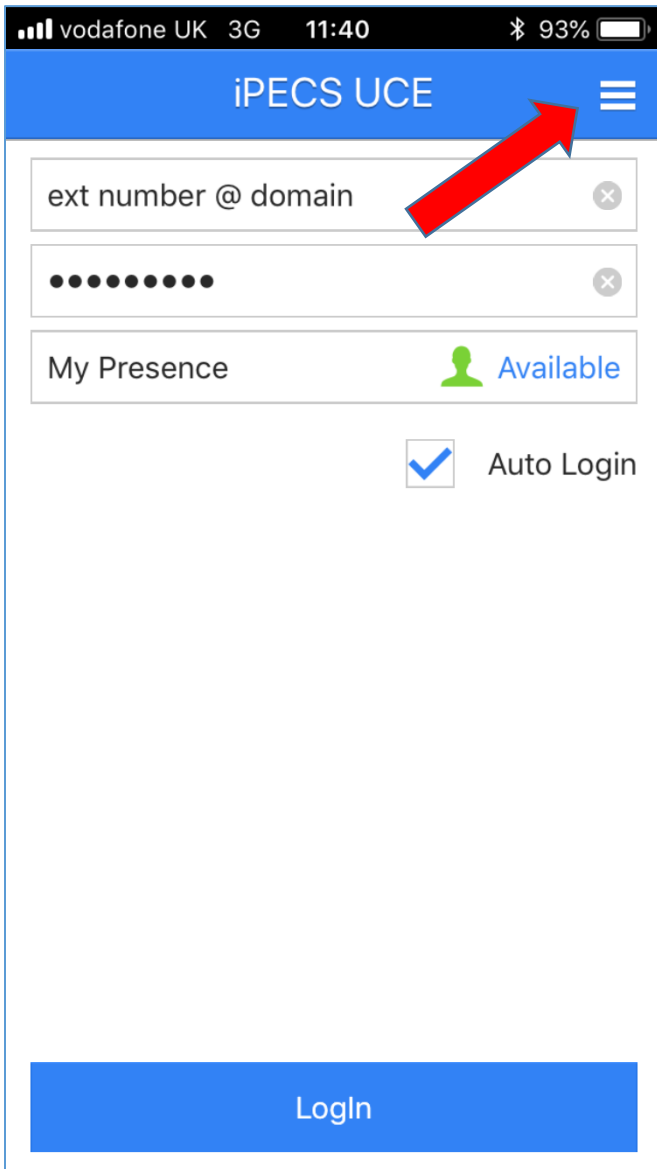 vodafone UK 3G 11:40 93%
iPECS UCE
ext number @ domain
•••••••••
My Presence Available
Auto Login
LogIn